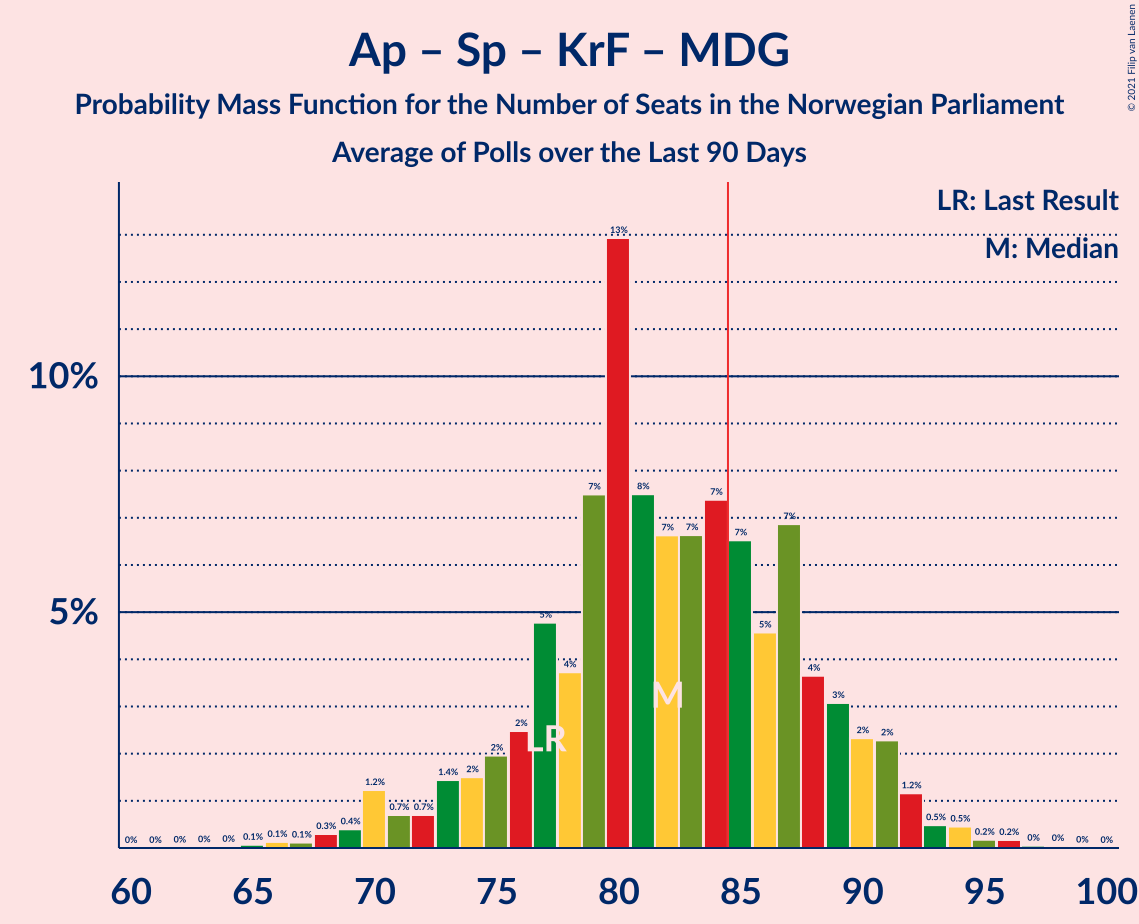 Ap – Sp – KrF – MDG
Probability Mass Function for the Number of Seats in the Norwegian Parliament
Average of Polls over the Last 90 Days
© 2021 Filip van Laenen
LR: Last Result
M: Median
10%
5%
0% 0% 0% 0% 0% 0.1% 0.1% 0.1% 0.3% 0.4% 1.2% 0.7% 0.7% 1.4% 2% 2% 2% 5% 4% 7% 13% 8% 7% 7% 7% 7% 5% 7% 4% 3% 2% 2% 1.2% 0.5% 0.5% 0.2% 0.2% 0% 0% 0% 0%
LR
M
60 65 70 75 80 85 90 95 100